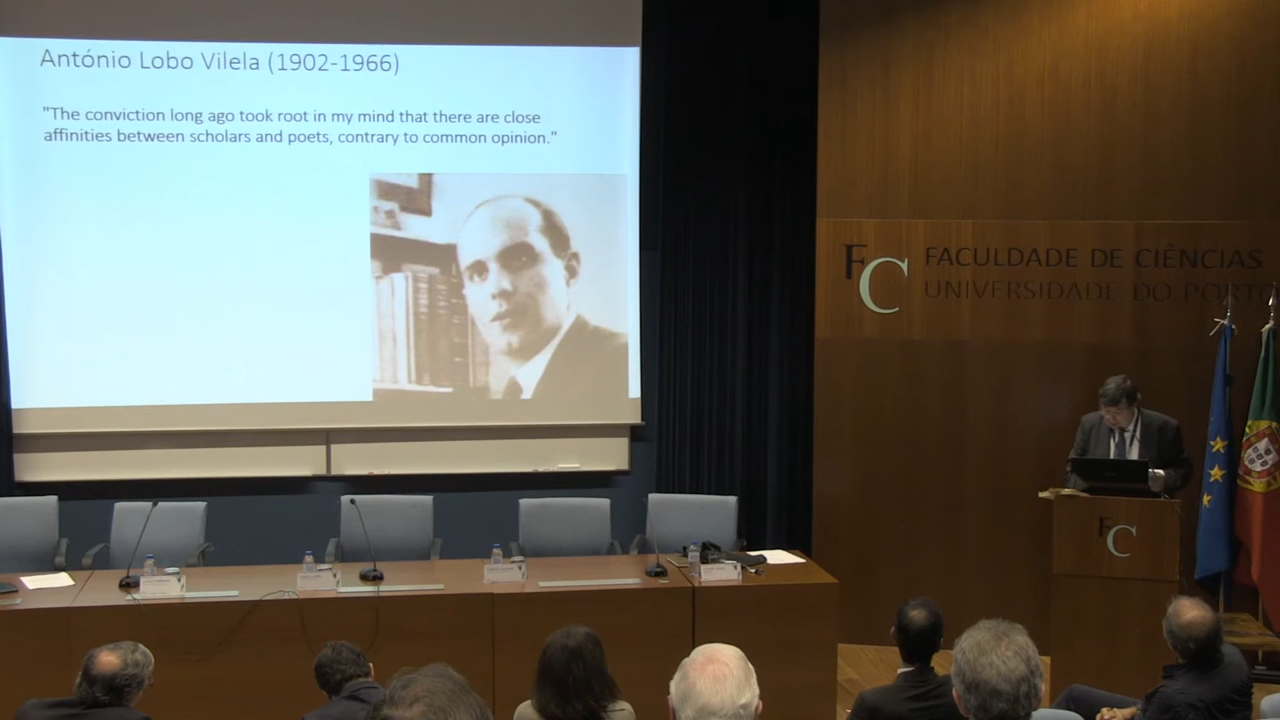 António Lobo Vilela (1902-1966)
"The conviction long ago took root in my mind that there are close
affinities between scholars and poets, contrary to common opinion."
FC
FACULDADE DE CIÊNCIAS
UNIVERSIDADE DO PORTO
FC